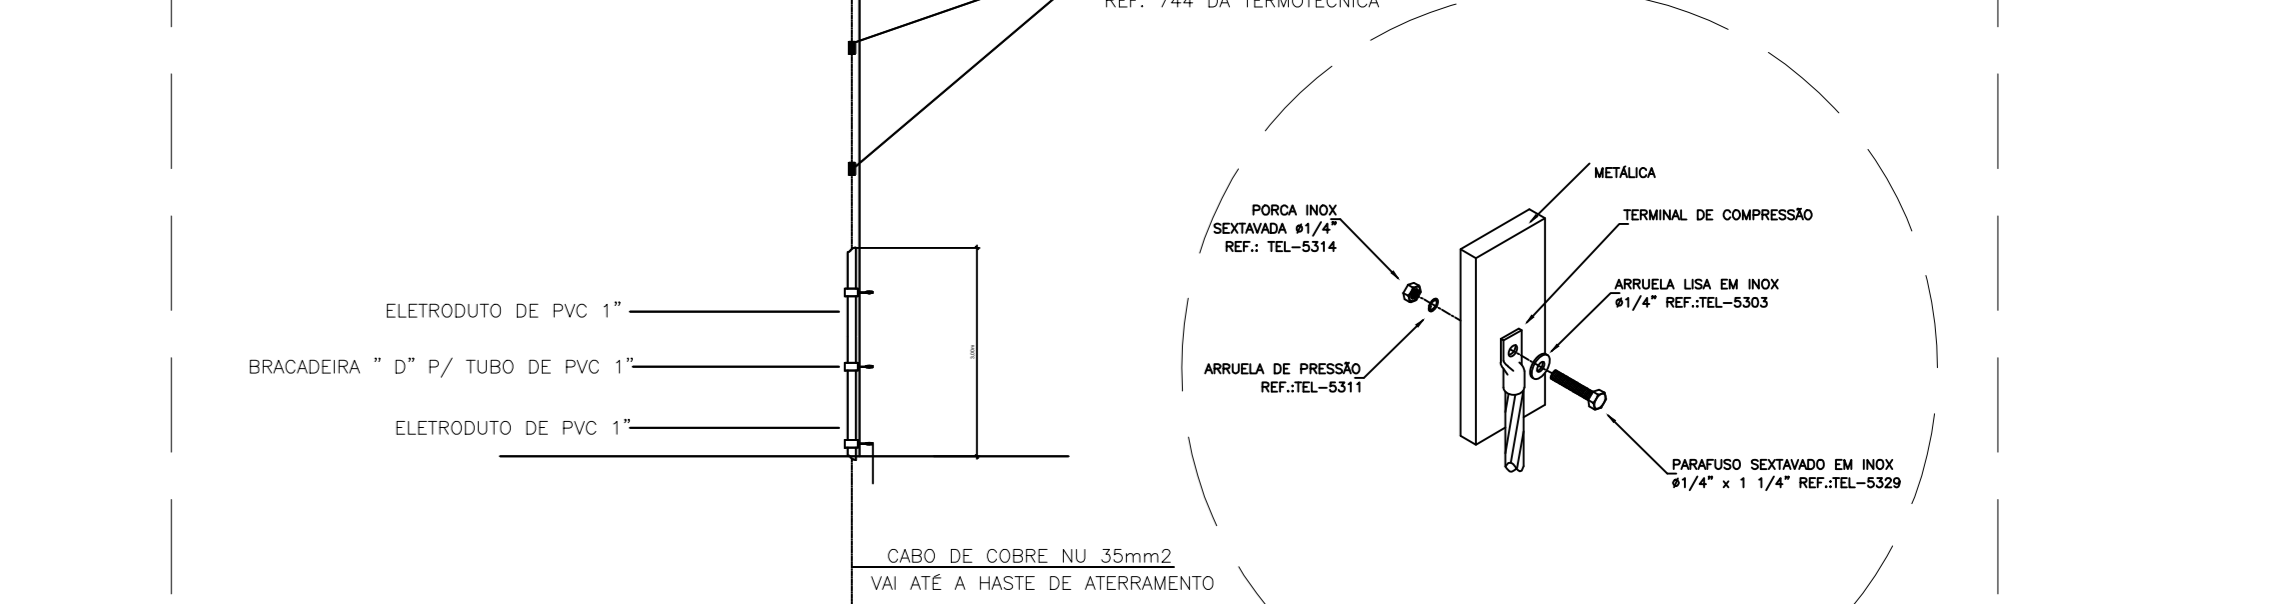 REF. 744 DA TERMOTÉCNICA
METÁLICA
PORCA INOX
SEXTAVADA ø1/4"
REF.: TEL-5314
TERMINAL DE COMPRESSÃO
ARRUELA LISA EM INOX
ø1/4" REF.:TEL-5303
ELETRODUTO DE PVC 1"
BRACADEIRA " D" P/ TUBO DE PVC 1"
ELETRODUTO DE PVC 1"
3.00m
ARRUELA DE PRESSÃO
REF.:TEL-5311
PARAFUSO SEXTAVADO EM INOX
ø1/4" x 1 1/4" REF.:TEL-5329
CABO DE COBRE NU 35mm2
VAI ATÉ A HASTE DE ATERRAMENTO